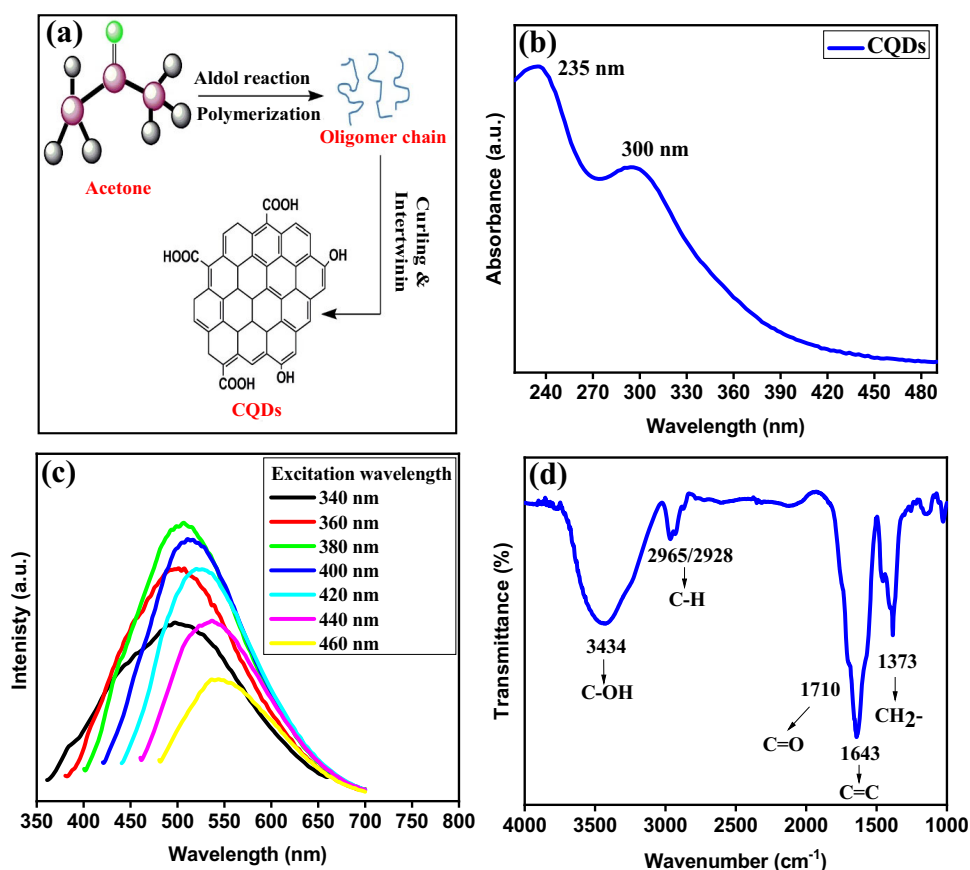 (a)
Aldol reaction
Polymerization
Oligomer chain
Acetone
Curling &
Intertwinin
COOH
HOOC
OH
COOH
OH
CQDs
(b)
CQDs
235 nm
300 nm
Absorbance (a.u.)
240 270 300 330 360 390 420 450 480
Wavelength (nm)
(c)
Excitation wavelength
340 nm
360 nm
380 nm
400 nm
420 nm
440 nm
460 nm
Intenisty (a.u.)
350 400 450 500 550 600 650 700 750 800
Wavelength (nm)
(d)
2965/2928
C-H
3434
C-OH
1710
C=O
1373
CH2-
1643
C=C
Transmittance (%)
4000 3000 2000 1000
Wavenumber (cm-1)